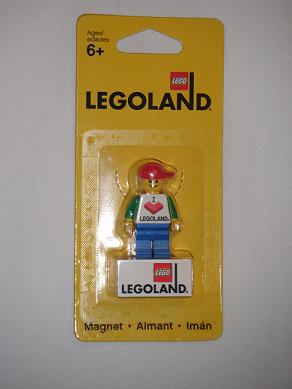 Ages/
edades
6+
LEGO
LEGOLAND®
I
LEGOLAND.
LEGO
LEGOLAND®
Magnet • Aimant • Imán